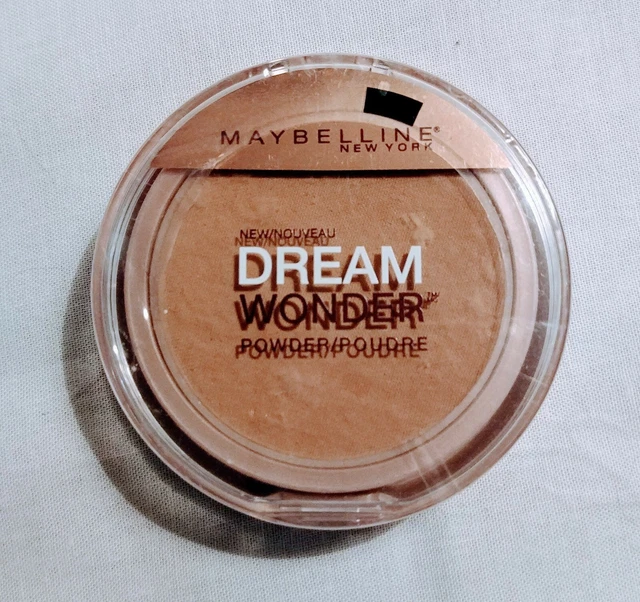 MAYBELLINE®
NEW YORK
NEW/NOUVEAU
DREAM
WONDER™
POWDER/POUDRE